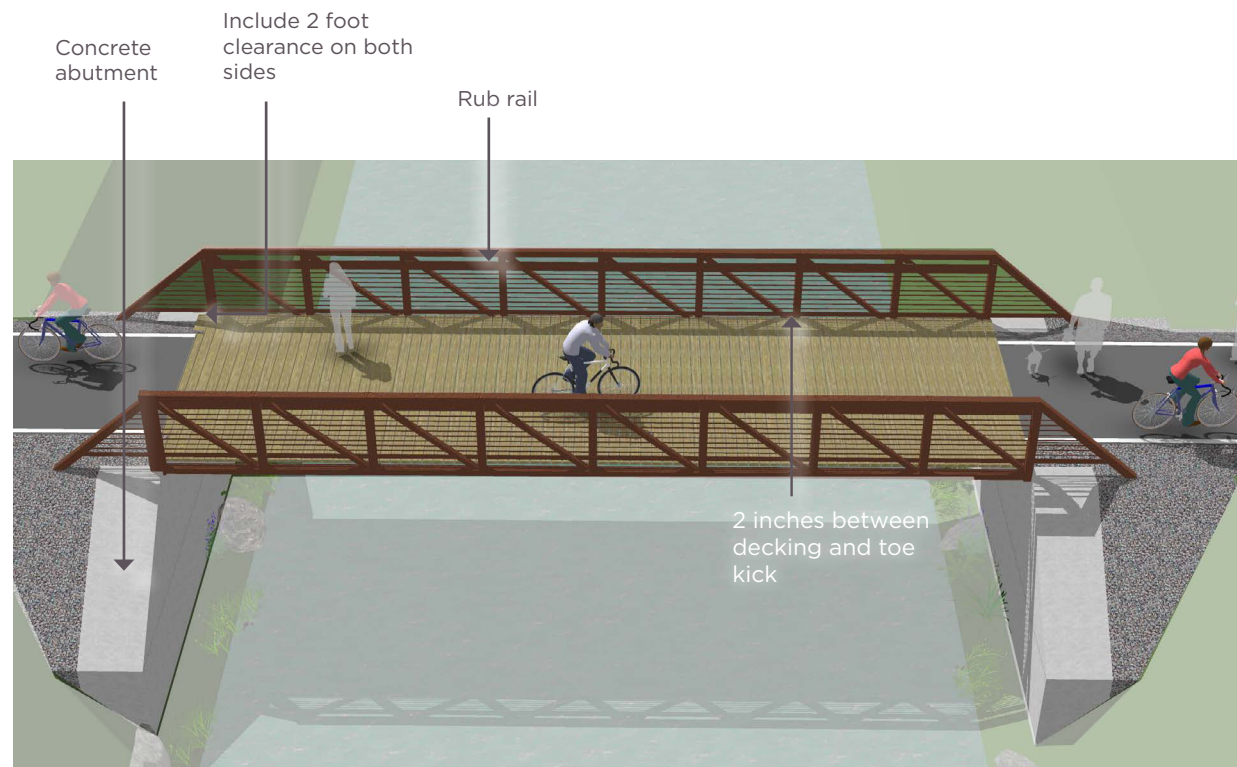 Concrete
abutment
Include 2 foot
clearance on both
sides
Rub rail
2 inches between
decking and toe
kick